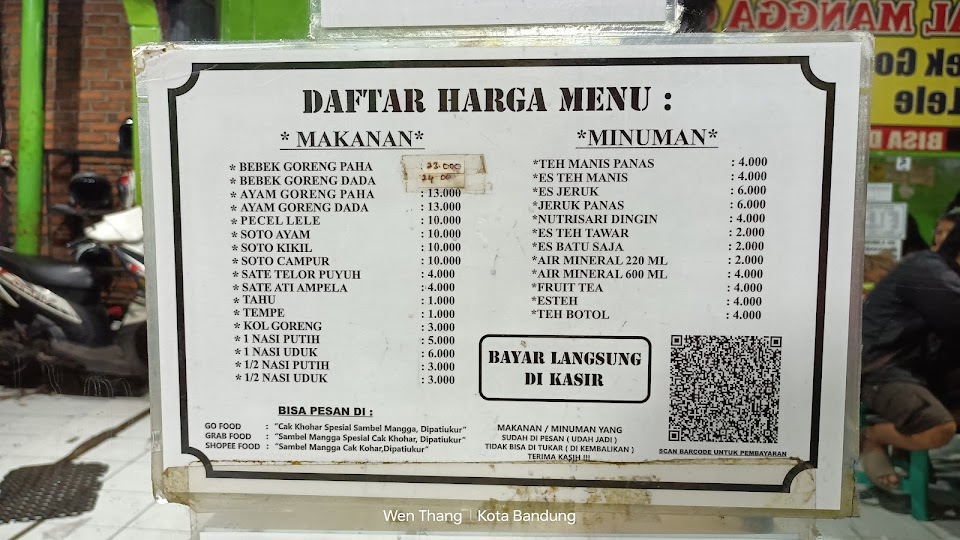 DAFTAR HARGA MENU :
* MAKANAN*
* BEBEK GORENG PAHA : 23.000
* BEBEK GORENG DADA 24.00
* AYAM GORENG PAHA : 13.000
* AYAM GORENG DADA : 13.000
* PECEL LELE : 10.000
* SOTO AYAM : 10.000
* SOTO KIKIL : 10.000
* SOTO CAMPUR : 10.000
* SATE TELOR PUYUH : 4.000
* SATE ATI AMPELA : 4.000
* TAHU : 1.000
* TEMPE : 1.000
* KOL GORENG : 3.000
* 1 NASI PUTIH : 5.000
* 1 NASI UDUK : 6.000
* 1/2 NASI PUTIH : 3.000
* 1/2 NASI UDUK : 3.000
*MINUMAN*
*TEH MANIS PANAS : 4.000
*ES TEH MANIS : 4.000
*ES JERUK : 6.000
*JERUK PANAS : 6.000
*NUTRISARI DINGIN : 4.000
*ES TEH TAWAR : 2.000
*ES BATU SAJA : 2.000
*AIR MINERAL 220 ML : 2.000
*AIR MINERAL 600 ML : 4.000
*FRUIT TEA : 4.000
*ESTEH : 4.000
*TEH BOTOL : 4.000
BAYAR LANGSUNG
DI KASIR
BISA PESAN DI :
GO FOOD : "Cak Khohar Spesial Sambel Mangga, Dipatiukur"
GRAB FOOD : "Sambel Mangga Spesial Cak Khohar, Dipatiukur"
SHOPEE FOOD : "Sambel Mangga Cak Kohar,Dipatiukur"
MAKANAN / MINUMAN YANG
SUDAH DI PESAN ( UDAH JADI )
TIDAK BISA DI TUKAR ( DI KEMBALIKAN )
TERIMA KASIH !!!
SCAN BARCODE UNTUK PEMBAYARAN
Wen Thang | Kota Bandung
AL MANGGA
ek Go
Lele
BISA D